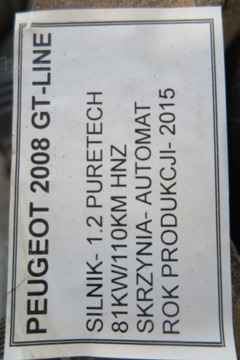 PEUGEOT 2008 GT-LINE
SILNIK- 1.2 PURETECH
81KW/110KM HNZ
SKRZYNIA- AUTOMAT
ROK PRODUKCJI- 2015